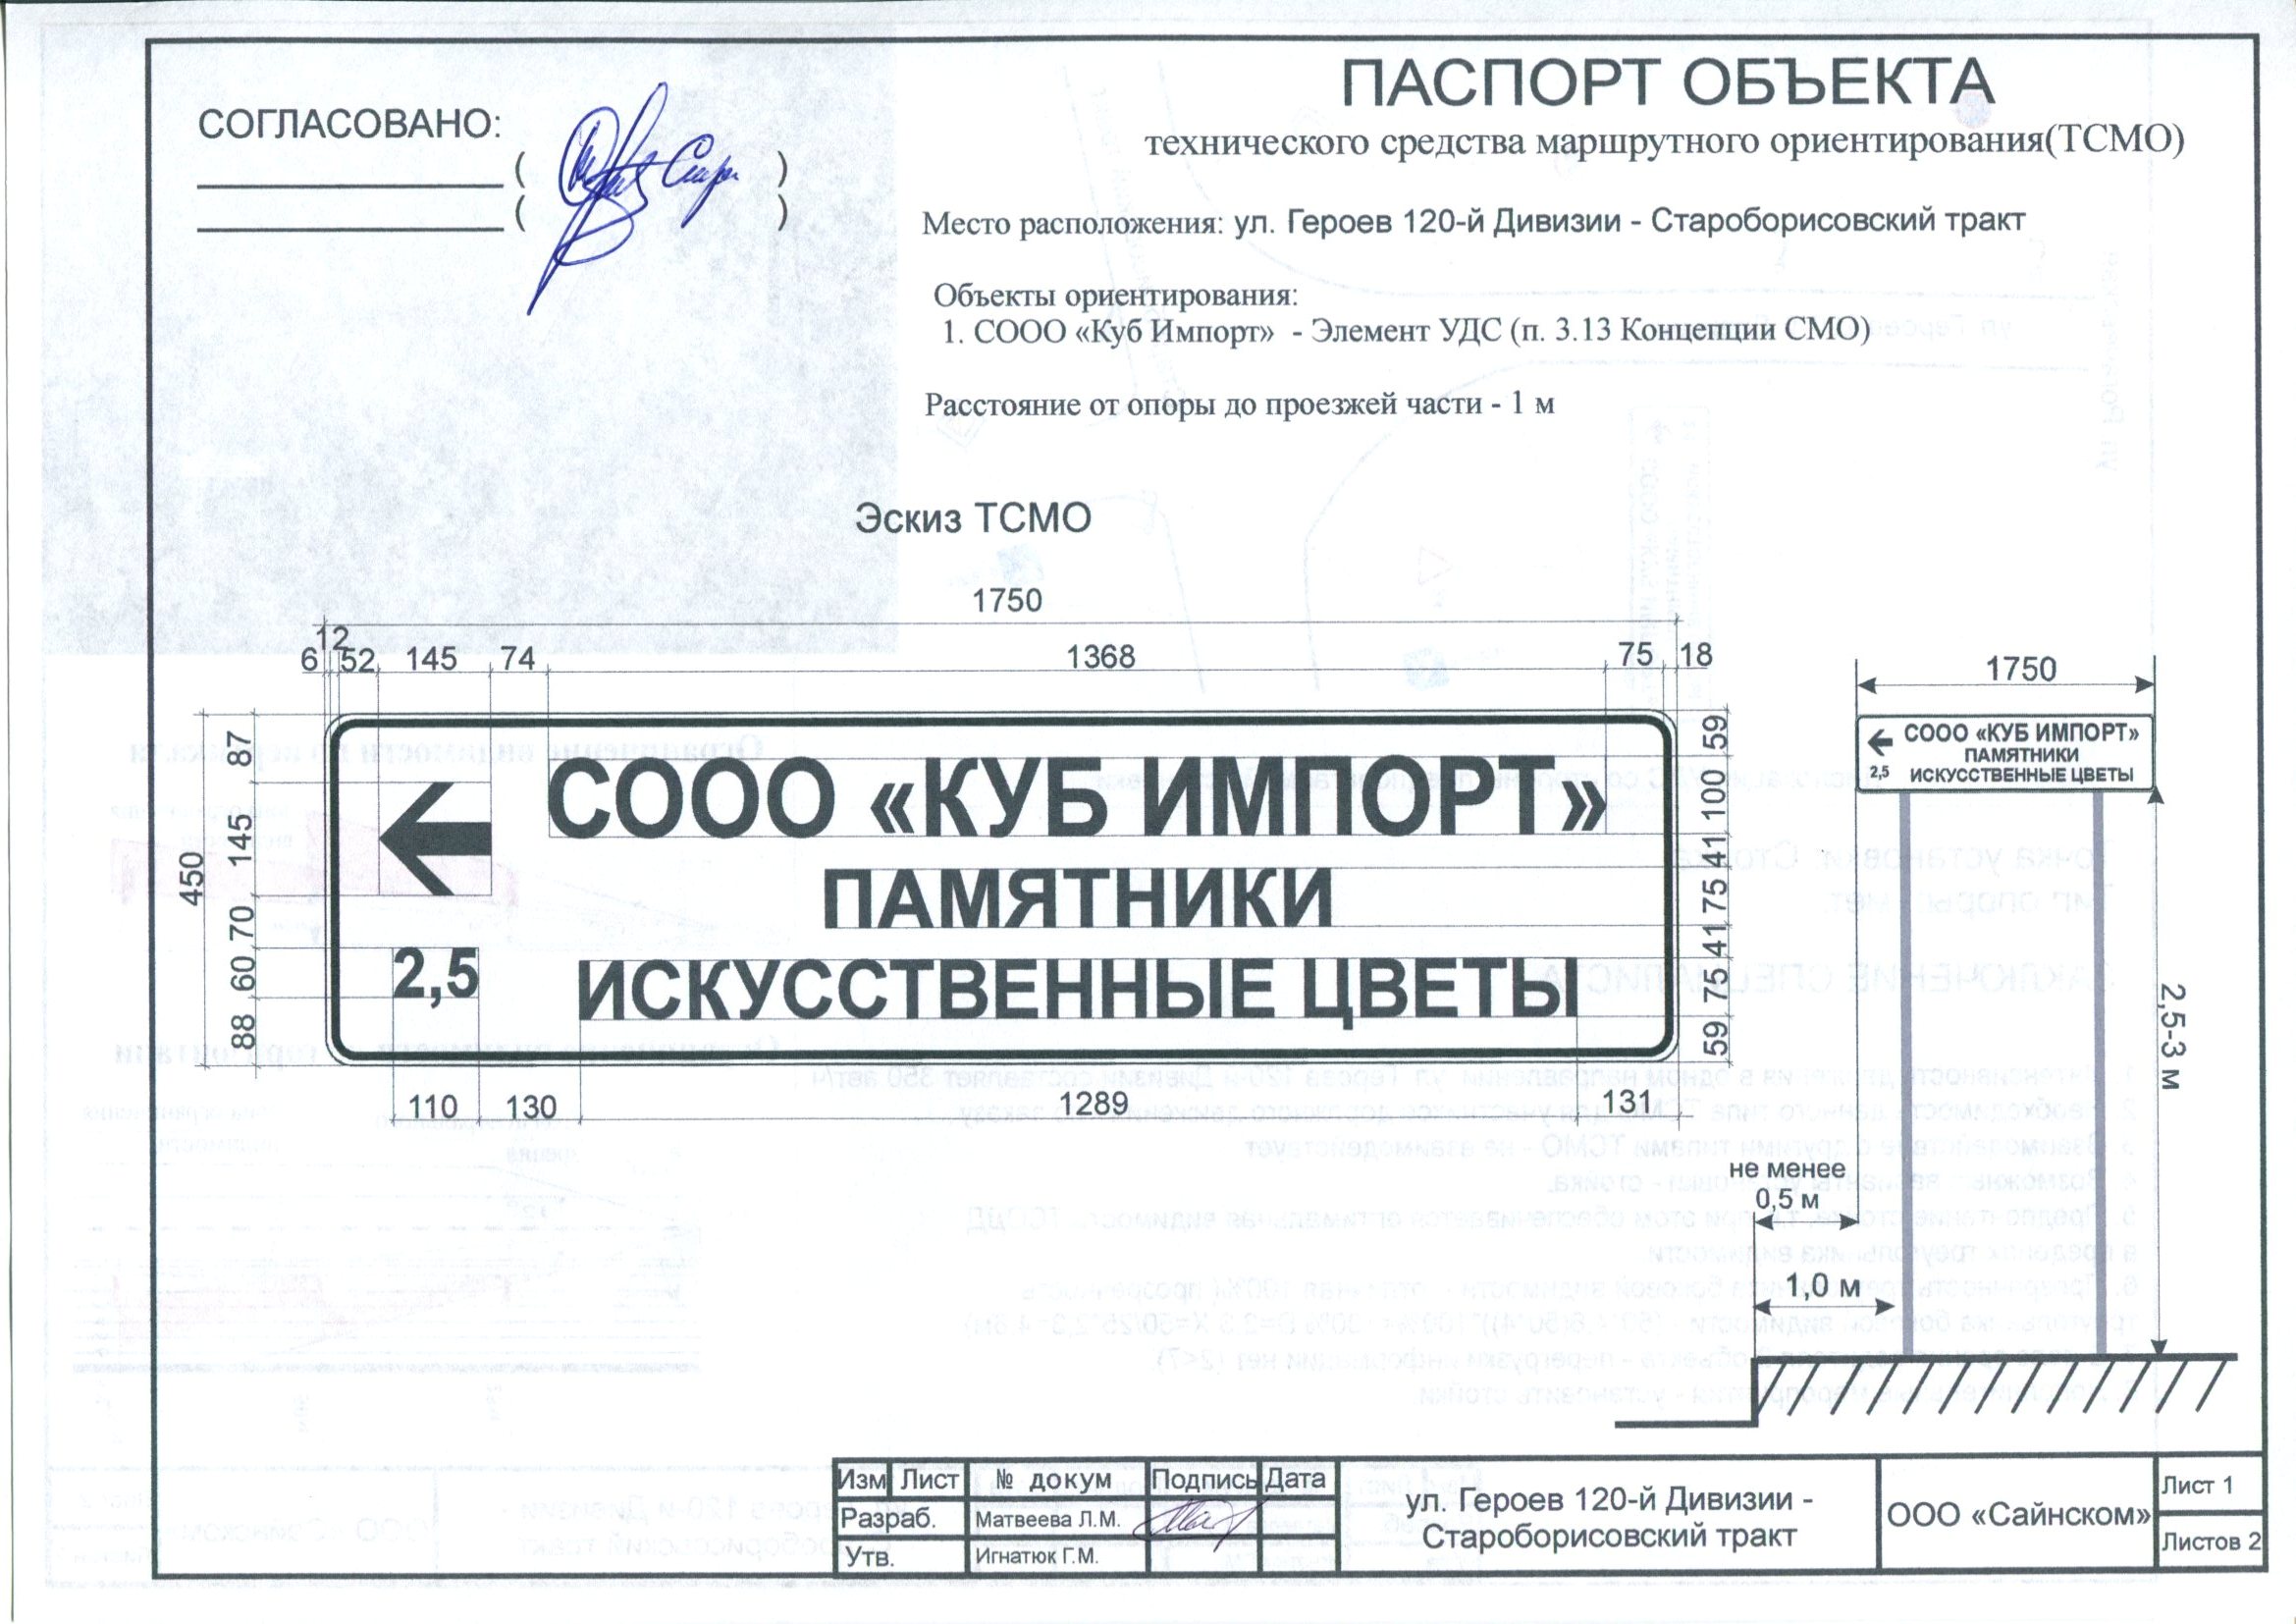 СОГЛАСОВАНО:
ПАСПОРТ ОБЪЕКТА
технического средства маршрутного ориентирования(ТСМО)
Место расположения: ул. Героев 120-й Дивизии - Староборисовский тракт
Объекты ориентирования:
1. СООО «Куб Импорт» - Элемент УДС (п. 3.13 Концепции СМО)
Расстояние от опоры до проезжей части - 1 м
Эскиз ТСМО
1750
12
6 52 145 74 1368 75 18
87 145 70 60 88
450
СООО «КУБ ИМПОРТ»
ПАМЯТНИКИ
2,5
ИСКУССТВЕННЫЕ ЦВЕТЫ
59 100 41 75 41 75 59
110 130 1289 131
1750
СООО «КУБ ИМПОРТ»
ПАМЯТНИКИ
2,5 ИСКУССТВЕННЫЕ ЦВЕТЫ
2,5-3 м
не менее
0,5 м
1,0 м
Изм Лист № докум Подпись Дата
Разраб. Матвеева Л.М.
Утв. Игнатюк Г.М.
ул. Героев 120-й Дивизии -
Староборисовский тракт
ООО «Сайнском»
Лист 1
Листов 2